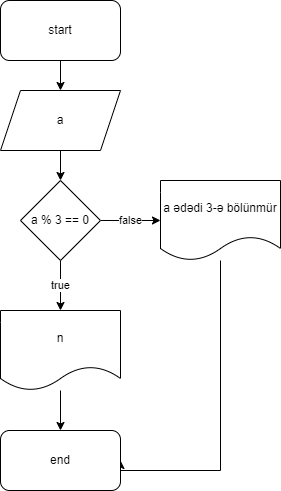 start
a
a % 3 == 0
false
a ədədi 3-ə bölünmür
true
n
end